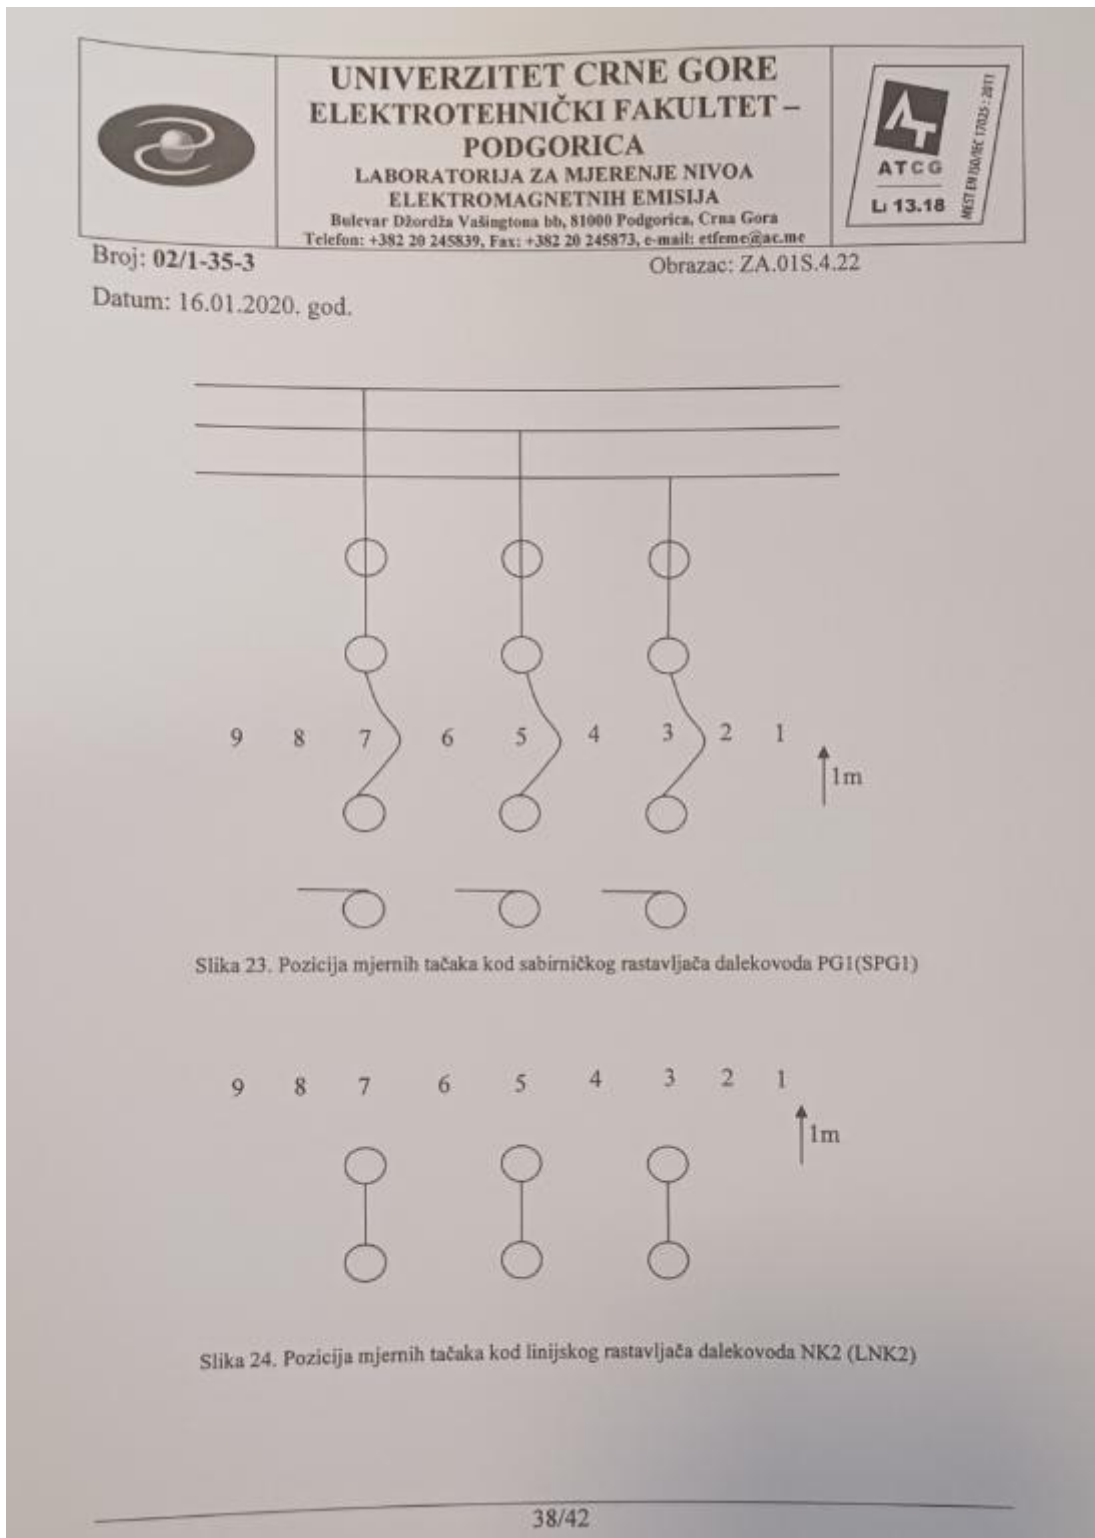 UNIVERZITET CRNE GORE
ELEKTROTEHNIČKI FAKULTET –
PODGORICA
LABORATORIJA ZA MJERENJE NIVOA
ELEKTROMAGNETNIH EMISIJA
Bulevar Džordža Vašingtona bb, 81000 Podgorica, Crna Gora
Telefon: +382 20 245839, Fax: +382 20 245873, e-mail: etfeme@ac.me
ATCG
Li 13.18
MEST EN ISO/IEC 17025 : 2011
Broj: 02/1-35-3
Obrazac: ZA.01S.4.22
Datum: 16.01.2020. god.
9 8 7 6 5 4 3 2 1
1m
Slika 23. Pozicija mjernih tačaka kod sabirničkog rastavljača dalekovoda PG1(SPG1)
9 8 7 6 5 4 3 2 1
1m
Slika 24. Pozicija mjernih tačaka kod linijskog rastavljača dalekovoda NK2 (LNK2)
38/42